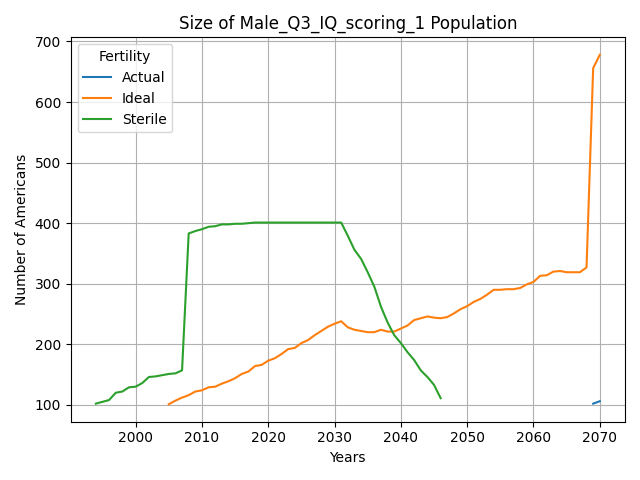 Size of Male_Q3_IQ_scoring_1 Population
Fertility
Actual
Ideal
Sterile
Number of Americans
700
600
500
400
300
200
100
2000 2010 2020 2030 2040 2050 2060 2070
Years